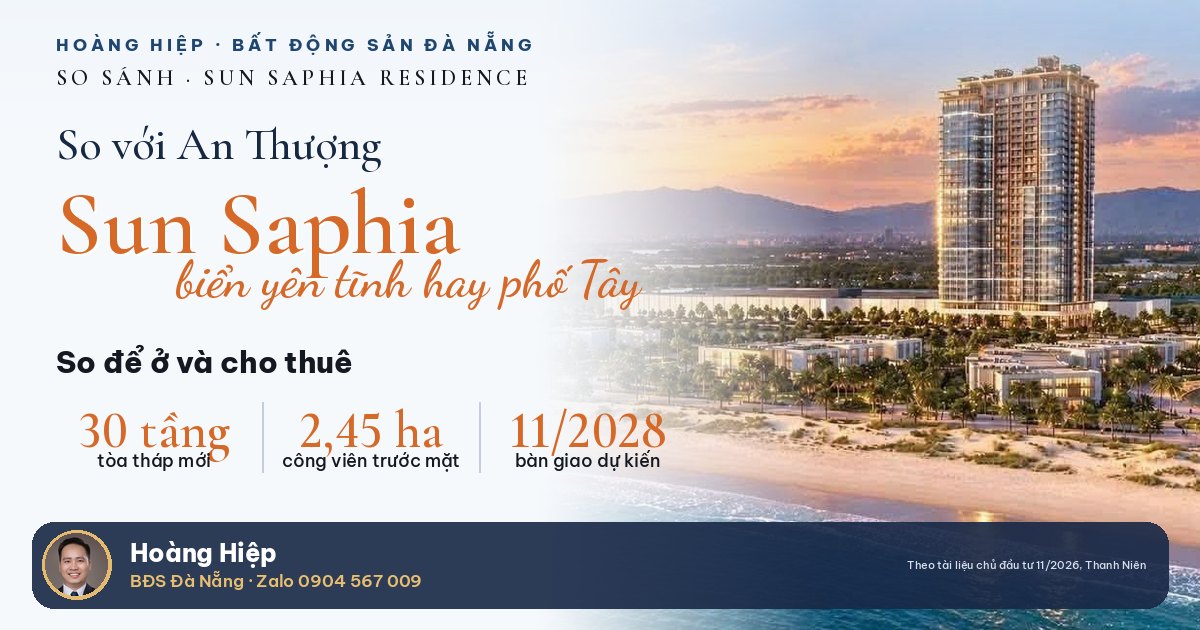 HOÀNG HIỆP · BẤT ĐỘNG SẢN ĐÀ NẴNG
SO SÁNH · SUN SAPHIA RESIDENCE
So với An Thượng
Sun Saphia
biển yên tĩnh hay phố Tây
So để ở và cho thuê
30 tầng
tòa tháp mới
2,45 ha
công viên trước mặt
11/2028
bàn giao dự kiến
Hoàng Hiệp
BĐS Đà Nẵng · Zalo 0904 567 009
Theo tài liệu chủ đầu tư 11/2026, Thanh Niên